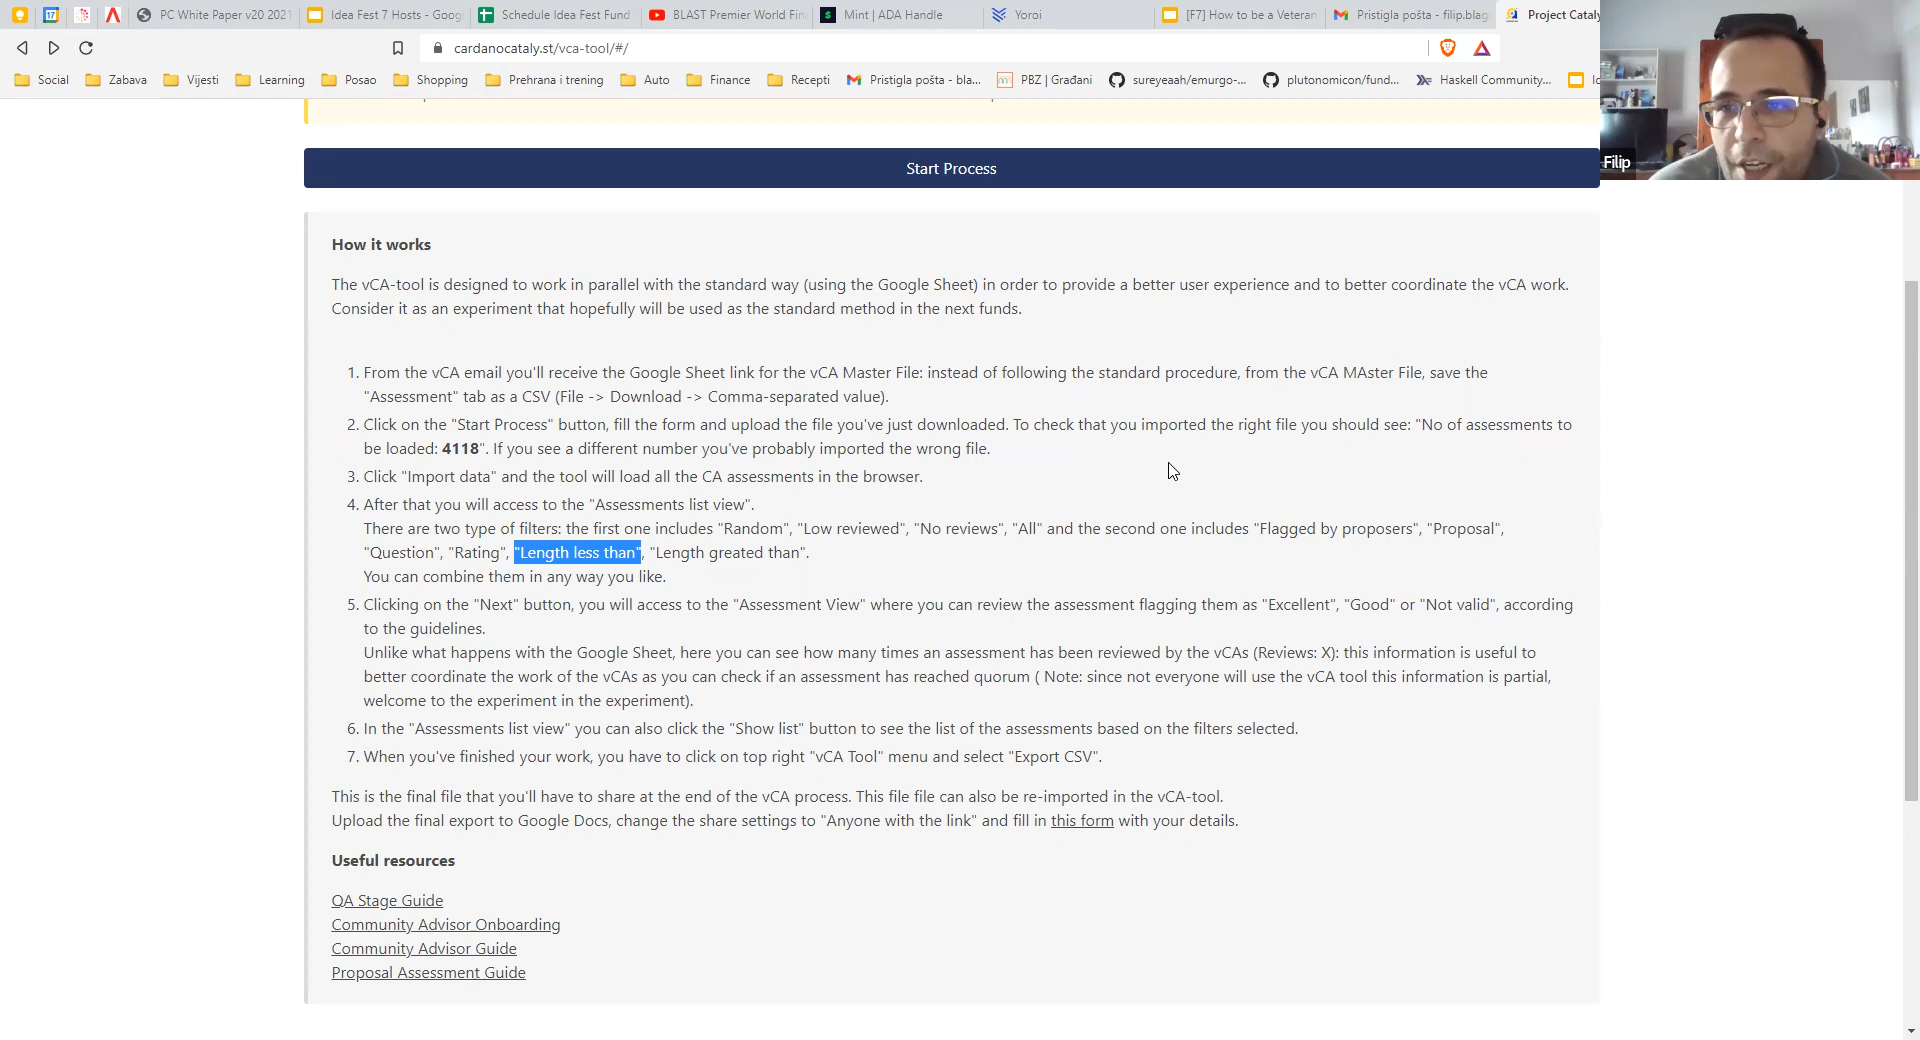 PC White Paper v20 2021
Idea Fest 7 Hosts - Goog
Schedule Idea Fest Fund
BLAST Premier World Fin
Mint | ADA Handle
Yoroi
[F7] How to be a Veteran
Pristigla pošta - filip.blag
Project Cataly
cardanocataly.st/vca-tool/#/
Social
Zabava
Vijesti
Learning
Posao
Shopping
Prehrana i trening
Auto
Finance
Recepti
Pristigla pošta - bla...
PBZ | Građani
sureyeaah/emurgo-...
plutonomicon/fund...
Haskell Community...
Filip
Start Process
How it works
The vCA-tool is designed to work in parallel with the standard way (using the Google Sheet) in order to provide a better user experience and to better coordinate the vCA work.
Consider it as an experiment that hopefully will be used as the standard method in the next funds.
1. From the vCA email you'll receive the Google Sheet link for the vCA Master File: instead of following the standard procedure, from the vCA MAster File, save the
"Assessment" tab as a CSV (File -> Download -> Comma-separated value).
2. Click on the "Start Process" button, fill the form and upload the file you've just downloaded. To check that you imported the right file you should see: "No of assessments to
be loaded: 4118". If you see a different number you've probably imported the wrong file.
3. Click "Import data" and the tool will load all the CA assessments in the browser.
4. After that you will access to the "Assessments list view".
There are two type of filters: the first one includes "Random", "Low reviewed", "No reviews", "All" and the second one includes "Flagged by proposers", "Proposal",
"Question", "Rating", "Length less than", "Length greated than".
You can combine them in any way you like.
5. Clicking on the "Next" button, you will access to the "Assessment View" where you can review the assessment flagging them as "Excellent", "Good" or "Not valid", according
to the guidelines.
Unlike what happens with the Google Sheet, here you can see how many times an assessment has been reviewed by the vCAs (Reviews: X): this information is useful to
better coordinate the work of the vCAs as you can check if an assessment has reached quorum ( Note: since not everyone will use the vCA tool this information is partial,
welcome to the experiment in the experiment).
6. In the "Assessments list view" you can also click the "Show list" button to see the list of the assessments based on the filters selected.
7. When you've finished your work, you have to click on top right "vCA Tool" menu and select "Export CSV".
This is the final file that you'll have to share at the end of the vCA process. This file file can also be re-imported in the vCA-tool.
Upload the final export to Google Docs, change the share settings to "Anyone with the link" and fill in this form with your details.
Useful resources
QA Stage Guide
Community Advisor Onboarding
Community Advisor Guide
Proposal Assessment Guide